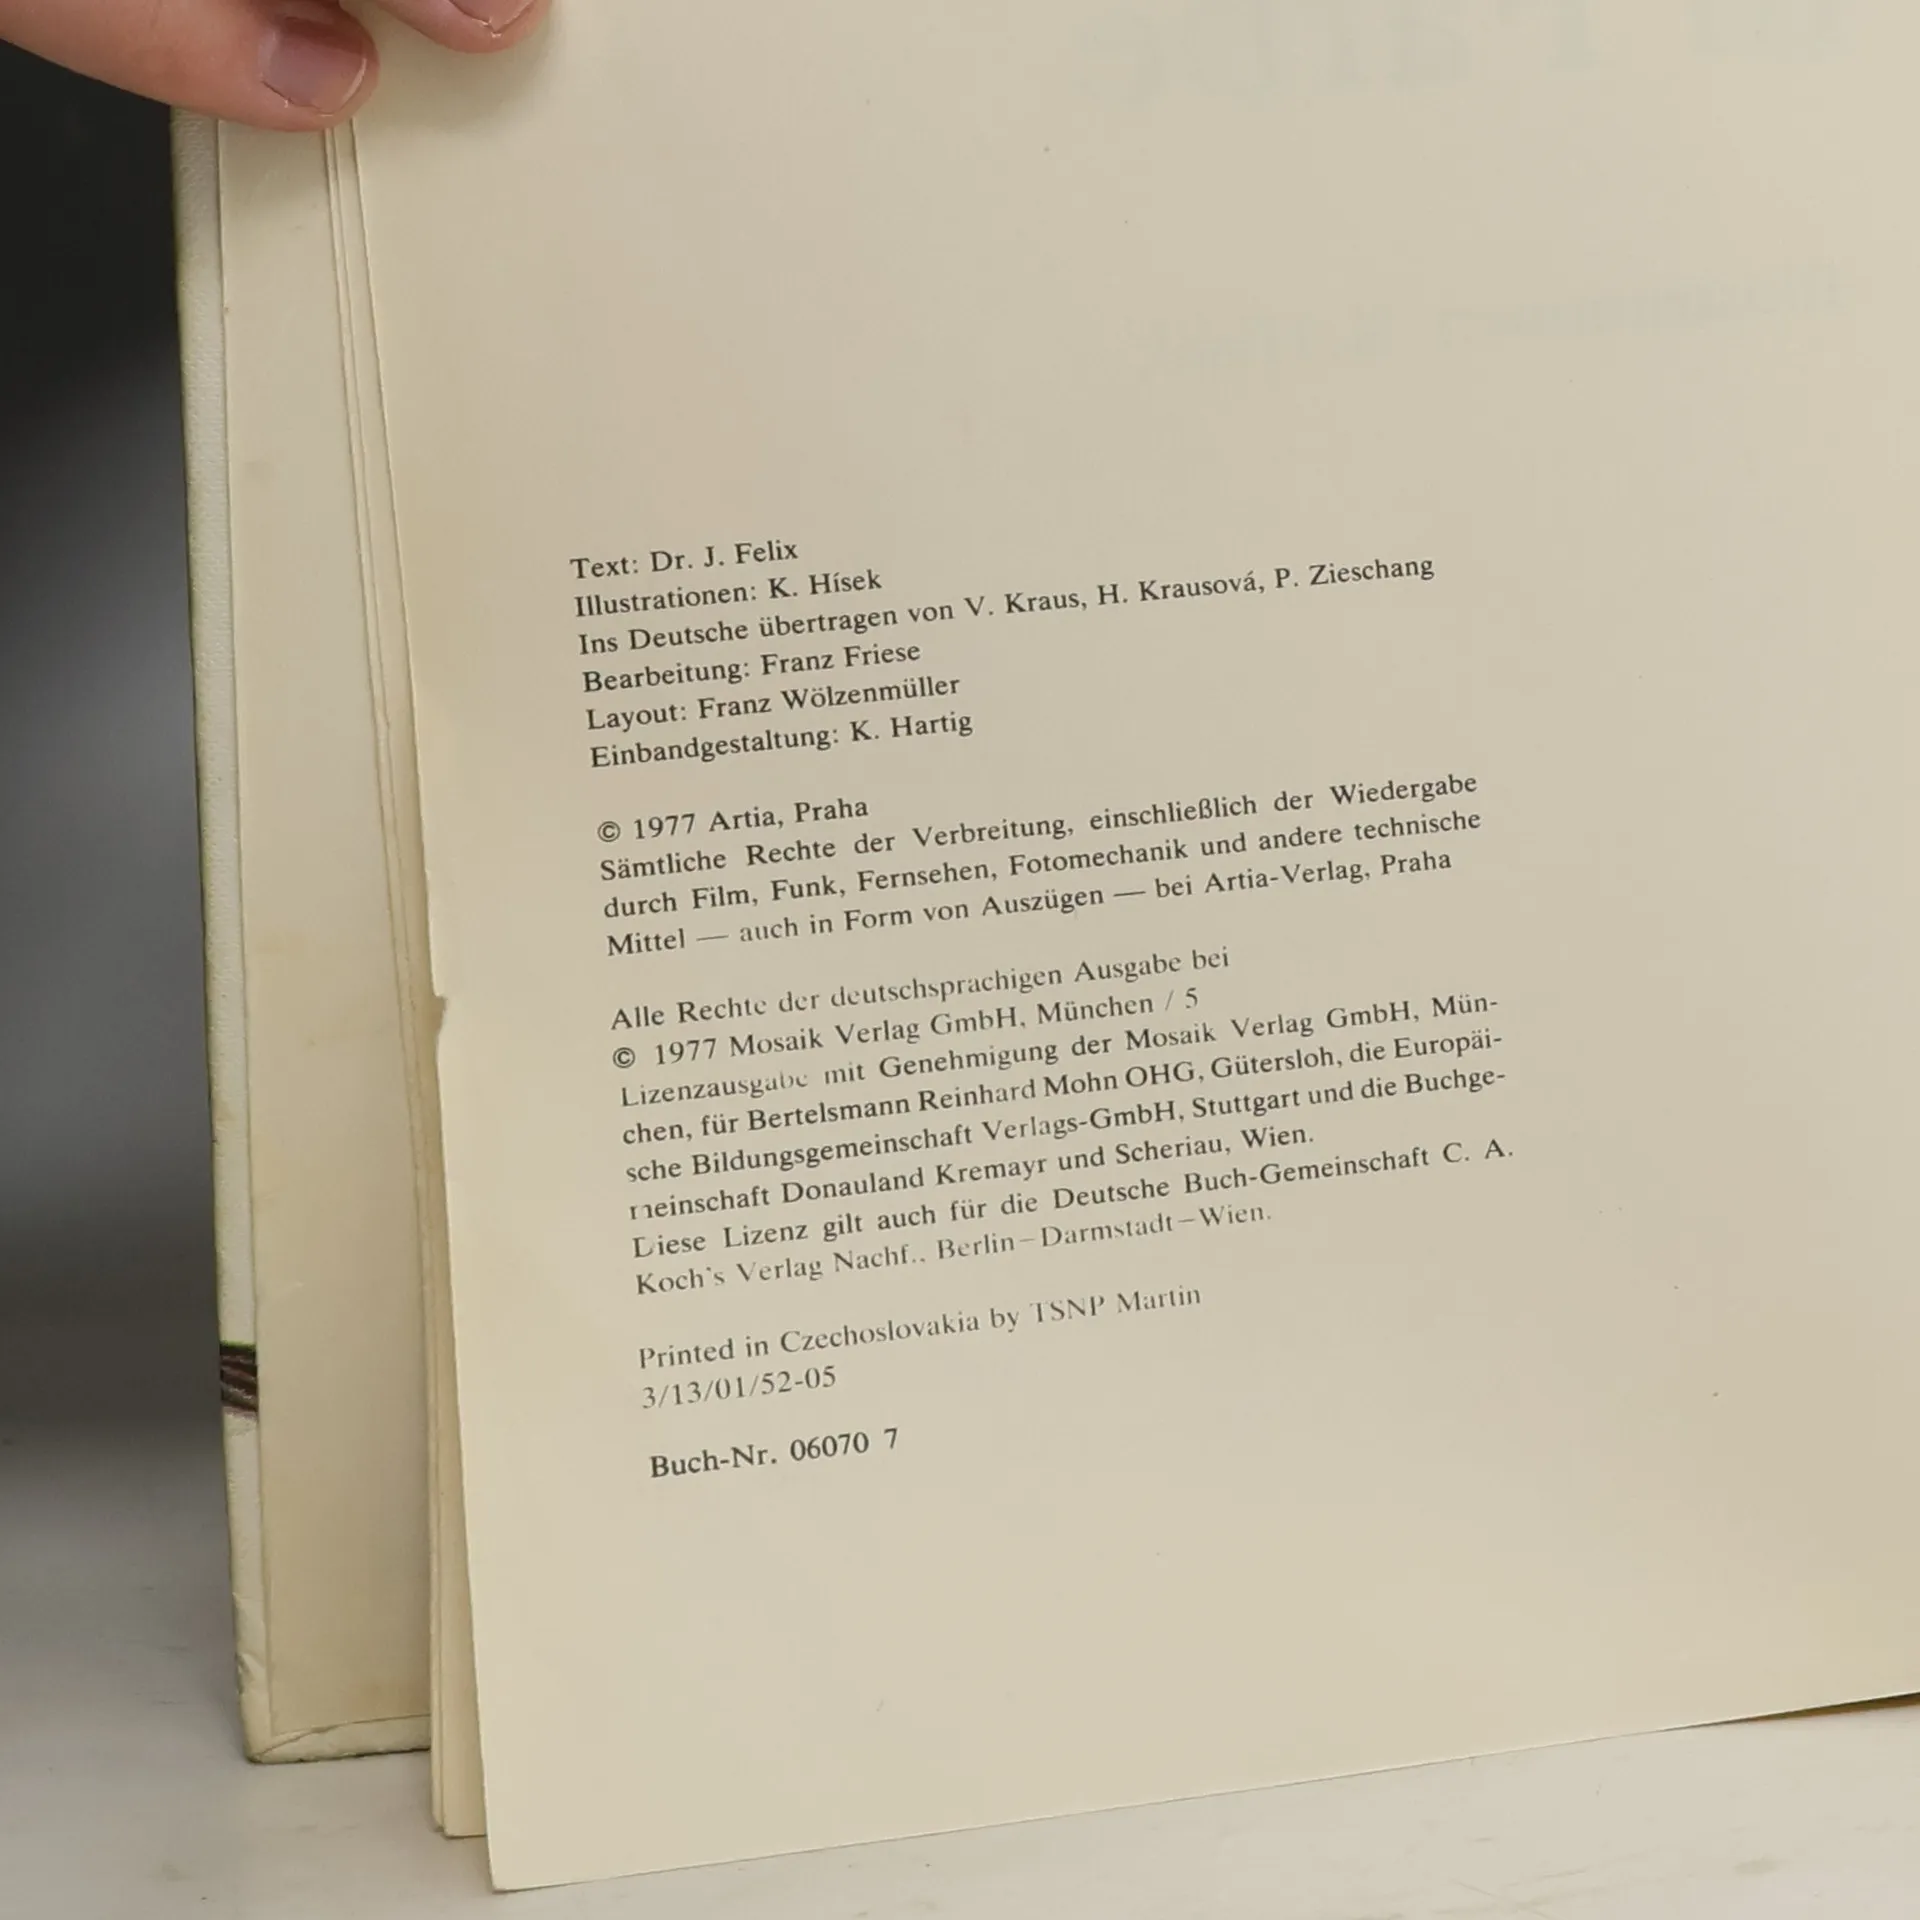 Text: Dr. J. Felix
Illustrationen: K. Hísek
Ins Deutsche übertragen von V. Kraus, H. Krausová, P. Zieschang
Bearbeitung: Franz Friese
Layout: Franz Wölzenmüller
Einbandgestaltung: K. Hartig
© 1977 Artia, Praha
Sämtliche Rechte der Verbreitung, einschließlich der Wiedergabe
durch Film, Funk, Fernsehen, Fotomechanik und andere technische
Mittel — auch in Form von Auszügen — bei Artia-Verlag, Praha
Alle Rechte der deutschsprachigen Ausgabe bei
© 1977 Mosaik Verlag GmbH, München / 5
Lizenzausgabe mit Genehmigung der Mosaik Verlag GmbH, Mün-
chen, für Bertelsmann Reinhard Mohn OHG, Gütersloh, die Europäi-
sche Bildungsgemeinschaft Verlags-GmbH, Stuttgart und die Buchge-
meinschaft Donauland Kremayr und Scheriau, Wien.
Diese Lizenz gilt auch für die Deutsche Buch-Gemeinschaft C. A.
Koch's Verlag Nachf., Berlin–Darmstadt–Wien.
Printed in Czechoslovakia by TSNP Martin
3/13/01/52-05
Buch-Nr. 06070 7